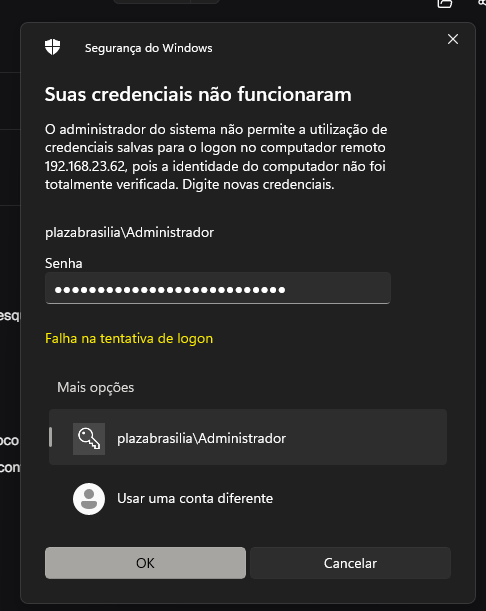 Segurança do Windows
Suas credenciais não funcionaram
O administrador do sistema não permite a utilização de
credenciais salvas para o logon no computador remoto
192.168.23.62, pois a identidade do computador não foi
totalmente verificada. Digite novas credenciais.
plazabrasilia\Administrador
Senha
Falha na tentativa de logon
Mais opções
plazabrasilia\Administrador
Usar uma conta diferente
OK
Cancelar